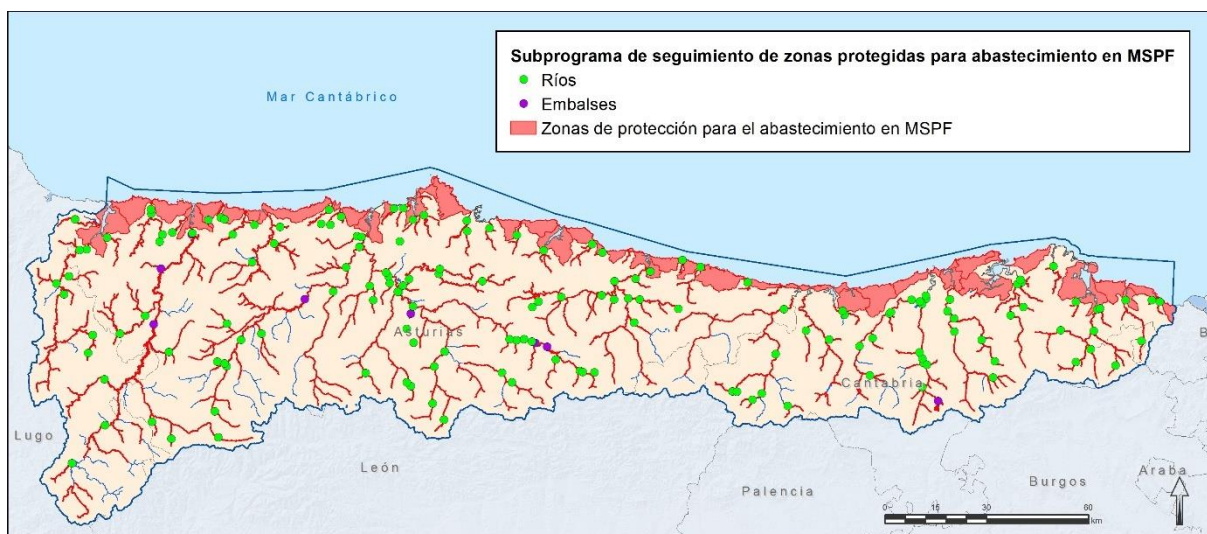 Subprograma de seguimiento de zonas protegidas para abastecimiento en MSPF
Ríos
Embalses
Zonas de protección para el abastecimiento en MSPF
Mar Cantábrico
Asturias
Cantabria
Lugo
León
Palencia
Burgos
Araba
B
0 15 30 60
km